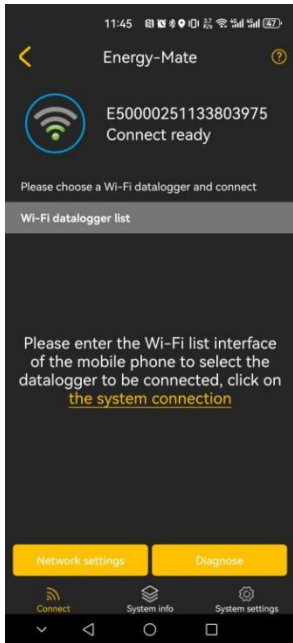 11:45
47
Energy-Mate
?
E50000251133803975
Connect ready
Please choose a Wi-Fi datalogger and connect
Wi-Fi datalogger list
Please enter the Wi-Fi list interface
of the mobile phone to select the
datalogger to be connected, click on
the system connection
Network settings
Diagnose
Connect
System info
System settings